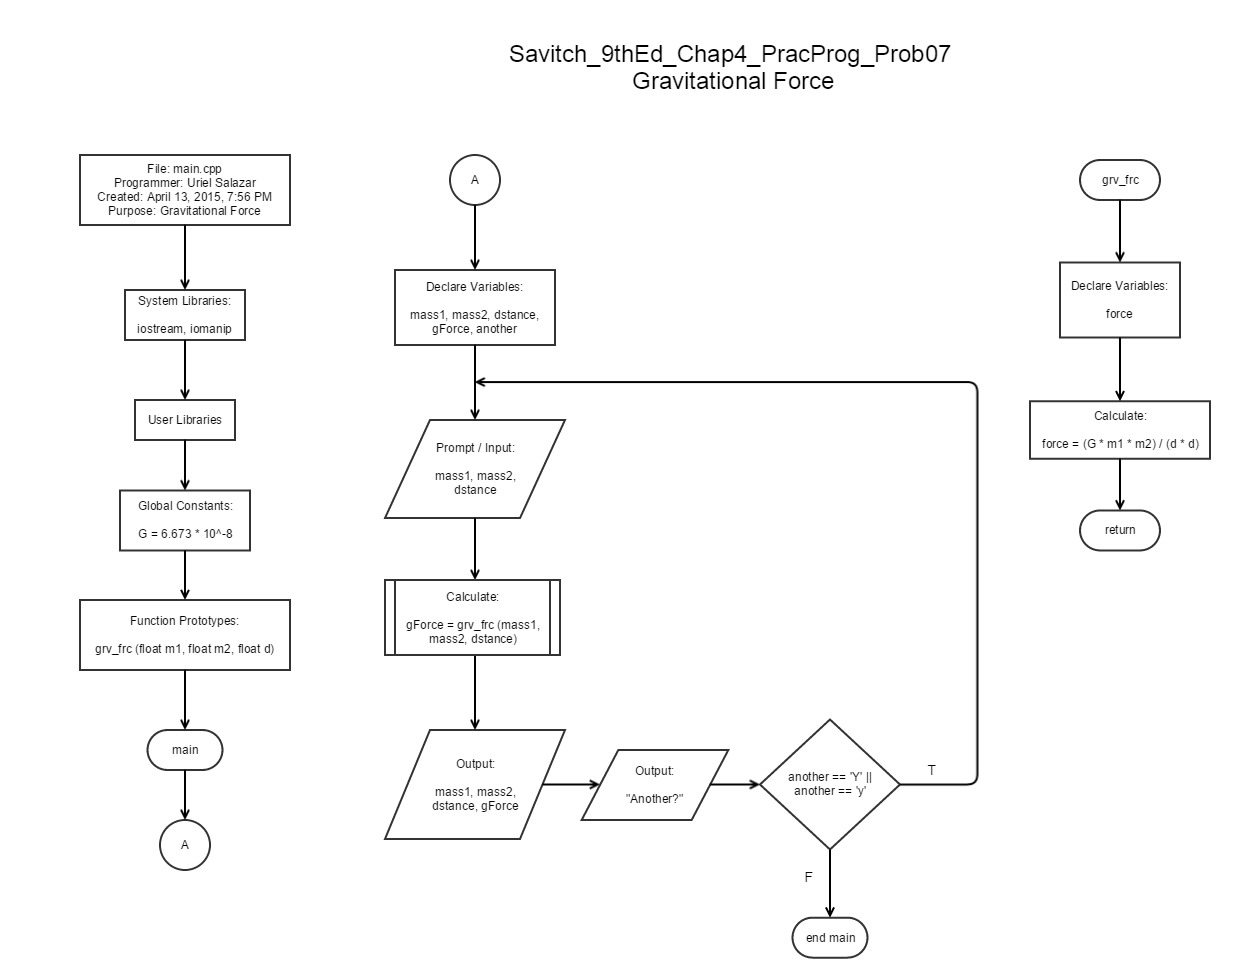 Savitch_9thEd_Chap4_PracProg_Prob07
Gravitational Force
File: main.cpp
Programmer: Uriel Salazar
Created: April 13, 2015, 7:56 PM
Purpose: Gravitational Force
System Libraries:
iostream, iomanip
User Libraries
Global Constants:
G = 6.673 * 10^-8
Function Prototypes:
grv_frc (float m1, float m2, float d)
main
A
A
Declare Variables:
mass1, mass2, dstance,
gForce, another
Prompt / Input:
mass1, mass2,
dstance
Calculate:
gForce = grv_frc (mass1,
mass2, dstance)
Output:
mass1, mass2,
dstance, gForce
Output:
"Another?"
another == 'Y' ||
another == 'y'
T
F
end main
grv_frc
Declare Variables:
force
Calculate:
force = (G * m1 * m2) / (d * d)
return